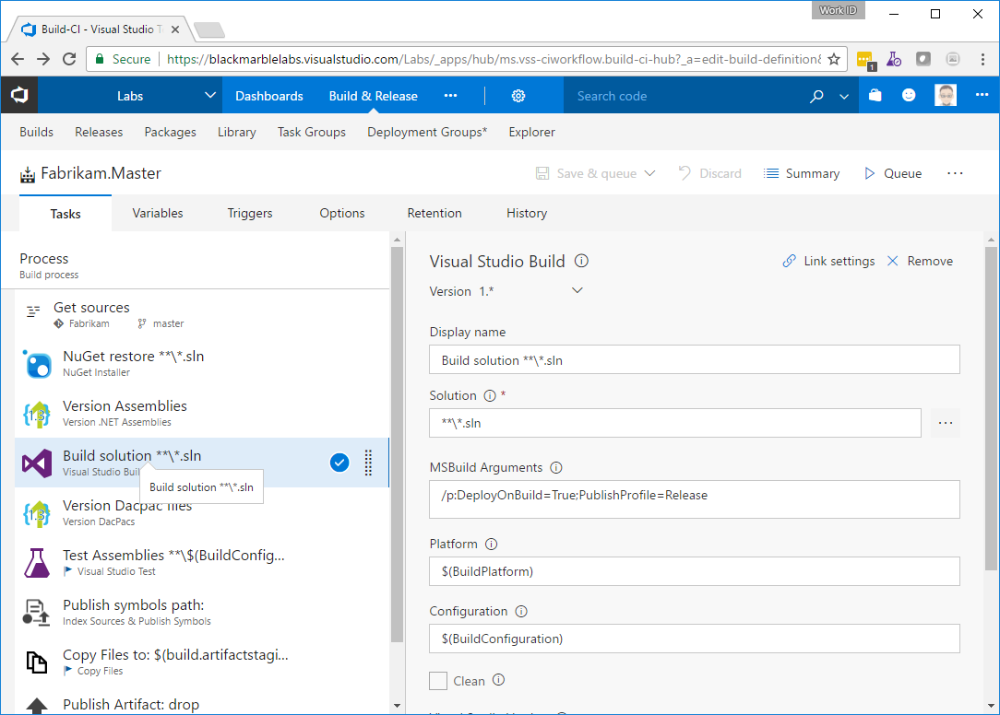 Work ID
Build-CI - Visual Studio T
Secure
https://blackmarblelabs.visualstudio.com/Labs/_apps/hub/ms.vss-ciworkflow.build-ci-hub?_a=edit-build-definition&
1
Labs
Dashboards
Build & Release
Search code
Builds
Releases
Packages
Library
Task Groups
Deployment Groups*
Explorer
Fabrikam.Master
Save & queue
Discard
Summary
Queue
Tasks
Variables
Triggers
Options
Retention
History
Process
Build process
Get sources
Fabrikam
master
NuGet restore **\*.sln
NuGet Installer
Version Assemblies
Version .NET Assemblies
Build solution **\*.sln
Visual Studio Buil
Build solution **\*.sln
Version Dacpac files
Version DacPacs
Test Assemblies **\$(BuildConfig...
Visual Studio Test
Publish symbols path:
Index Sources & Publish Symbols
Copy Files to: $(build.artifactstagi...
Copy Files
Publish Artifact: drop
Visual Studio Build
Link settings
Remove
Version 1.*
Display name
Build solution **\*.sln
Solution *
**\*.sln
MSBuild Arguments
/p:DeployOnBuild=True;PublishProfile=Release
Platform
$(BuildPlatform)
Configuration
$(BuildConfiguration)
Clean